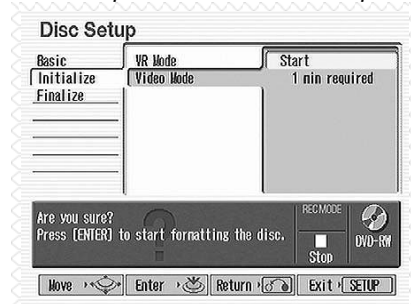 Disc Setup
Basic
Initialize
Finalize
VR Mode
Video Mode
Start
1 min required
Are you sure?
Press [ENTER] to start formatting the disc.
REC MODE
Stop
DVD-RW
Move
Enter
Return
Exit
SETUP